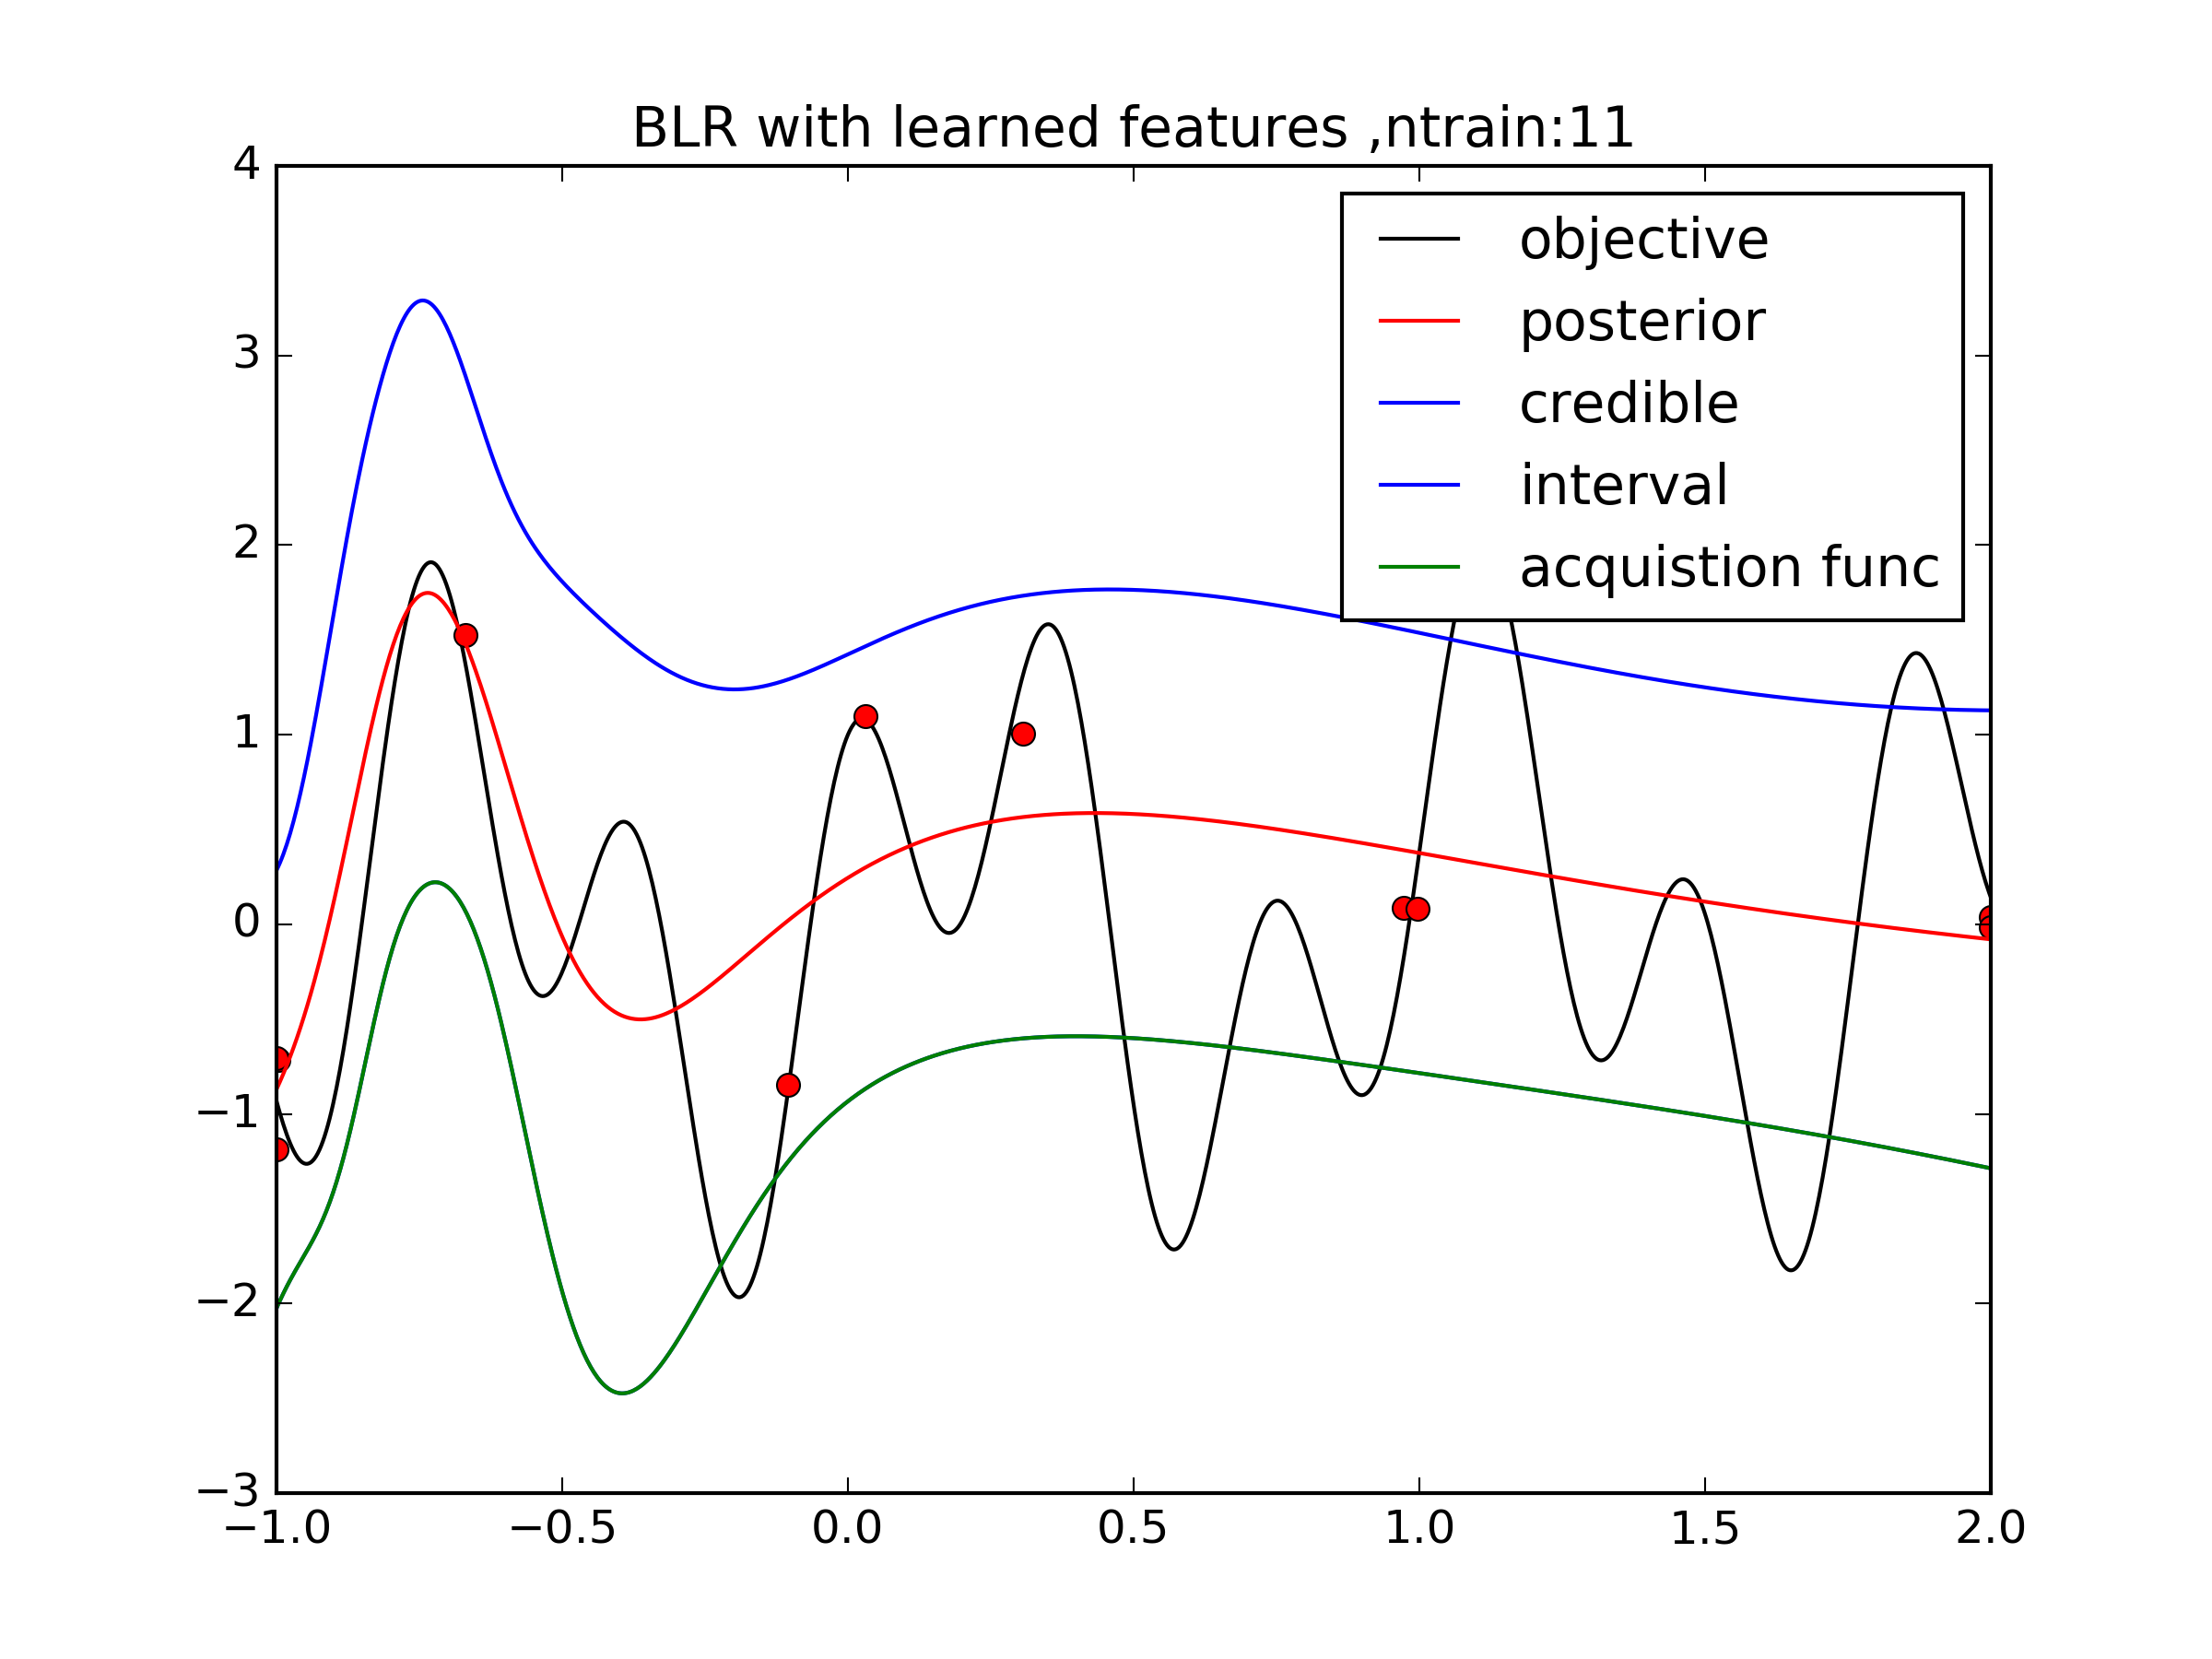 BLR with learned features ,ntrain:11
4
3
2
1
0
−1
−2
−3
−1.0 −0.5 0.0 0.5 1.0 1.5 2.0
objective
posterior
credible
interval
acquistion func